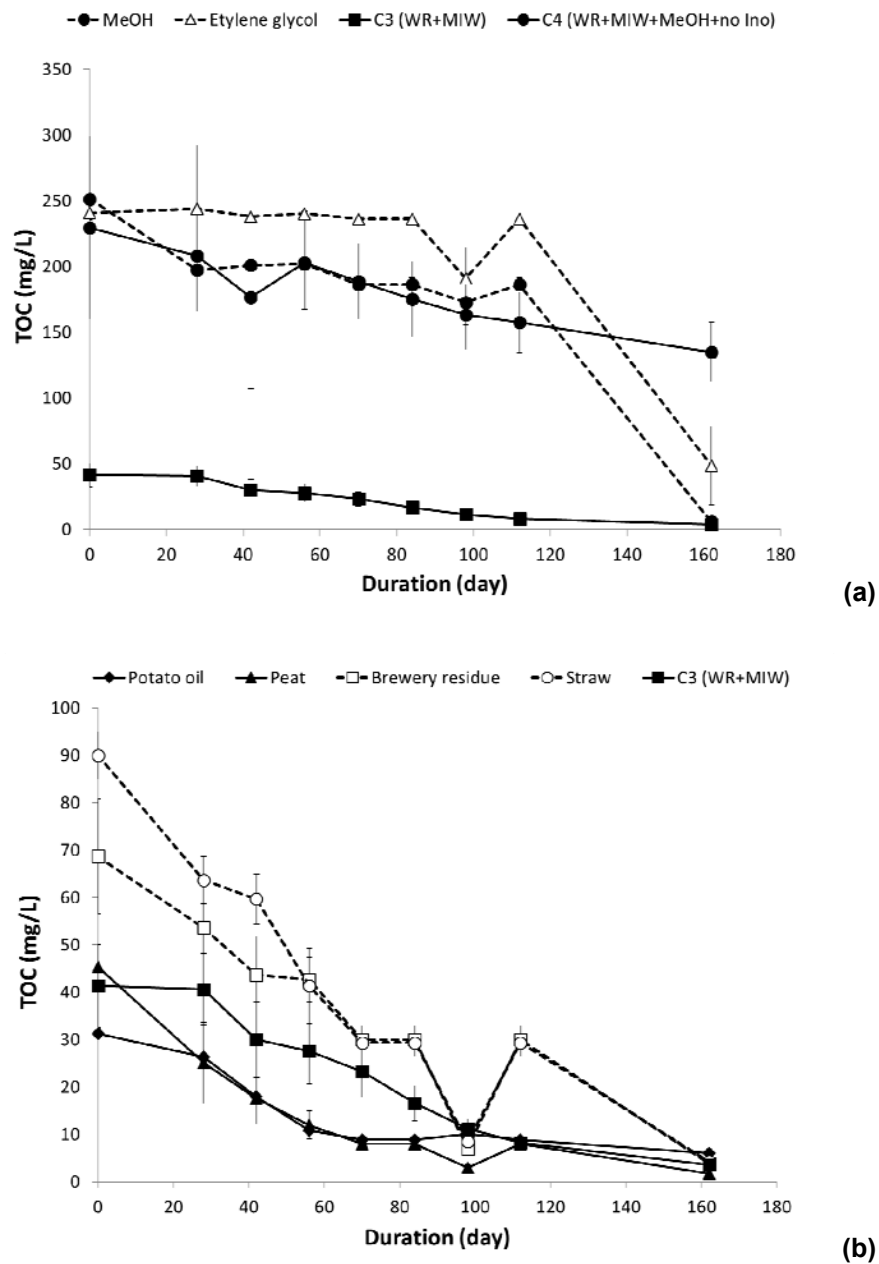 MeOH Etylene glycol C3 (WR+MIW) C4 (WR+MIW+MeOH+no Ino)
350
300
250
200
150
100
50
0
TOC (mg/L)
0 20 40 60 80 100 120 140 160 180
Duration (day)
(a)
Potato oil Peat Brewery residue Straw C3 (WR+MIW)
100
90
80
70
60
50
40
30
20
10
0
TOC (mg/L)
0 20 40 60 80 100 120 140 160 180
Duration (day)
(b)